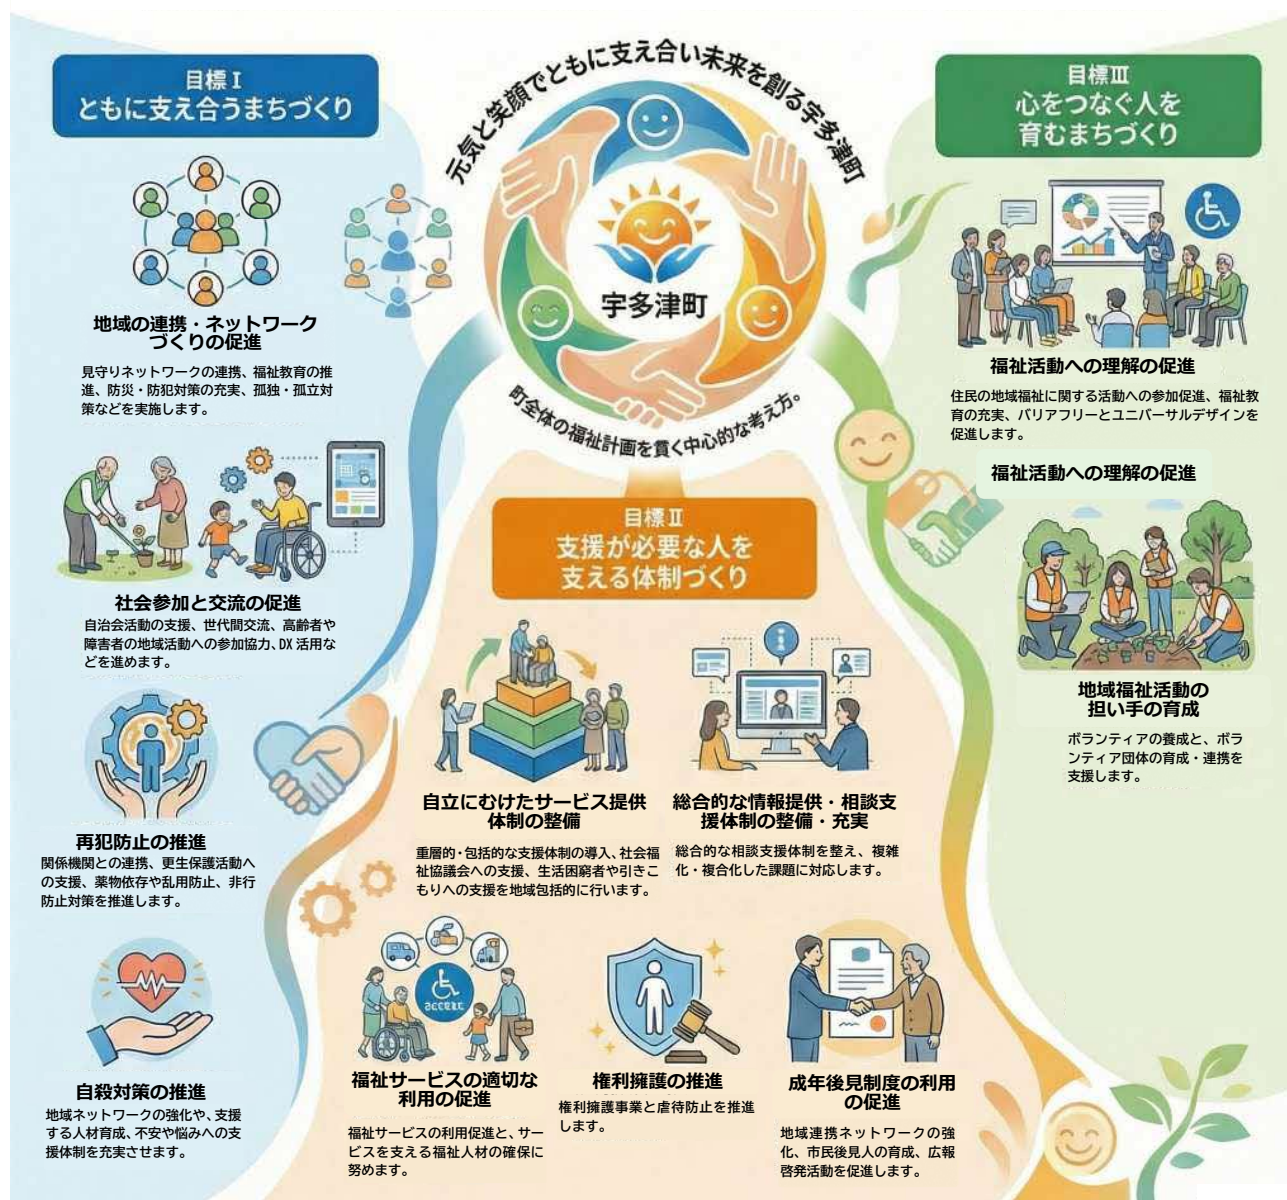 元気と笑顔でともに支え合い未来を創る宇多津町
宇多津町
町全体の福祉計画を貫く中心的な考え方。
目標Ⅰ
ともに支え合うまちづくり
地域の連携・ネットワーク
づくりの促進
見守りネットワークの連携、福祉教育の推
進、防災・防犯対策の充実、孤独・孤立対
策などを実施します。
社会参加と交流の促進
自治会活動の支援、世代間交流、高齢者や
障害者の地域活動への参加協力、DX 活用な
どを進めます。
再犯防止の推進
関係機関との連携、更生保護活動へ
の支援、薬物依存や乱用防止、非行
防止対策を推進します。
自殺対策の推進
地域ネットワークの強化や、支援
する人材育成、不安や悩みへの支
援体制を充実させます。
目標Ⅱ
支援が必要な人を
支える体制づくり
自立にむけたサービス提供
体制の整備
重層的・包括的な支援体制の導入、社会福
祉協議会への支援、生活困窮者や引きこ
もりへの支援を地域包括的に行います。
総合的な情報提供・相談支
援体制の整備・充実
総合的な相談支援体制を整え、複雑
化・複合化した課題に対応します。
福祉サービスの適切な
利用の促進
福祉サービスの利用促進と、サー
ビスを支える福祉人材の確保に
努めます。
権利擁護の推進
権利擁護事業と虐待防止を推進
します。
成年後見制度の利用
の促進
地域連携ネットワークの強
化、市民後見人の育成、広報
啓発活動を促進します。
目標Ⅲ
心をつなぐ人を
育むまちづくり
福祉活動への理解の促進
住民の地域福祉に関する活動への参加促進、福祉教
育の充実、バリアフリーとユニバーサルデザインを
促進します。
福祉活動への理解の促進
地域福祉活動の
担い手の育成
ボランティアの養成と、ボラ
ンティア団体の育成・連携を
支援します。